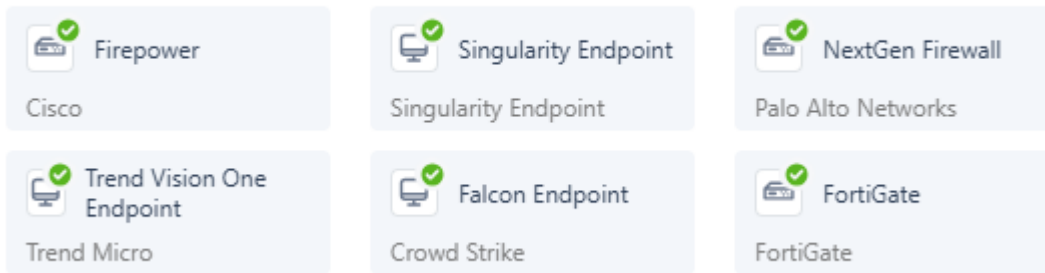 Firepower
Cisco
Singularity Endpoint
Singularity Endpoint
NextGen Firewall
Palo Alto Networks
Trend Vision One
Endpoint
Trend Micro
Falcon Endpoint
Crowd Strike
FortiGate
FortiGate